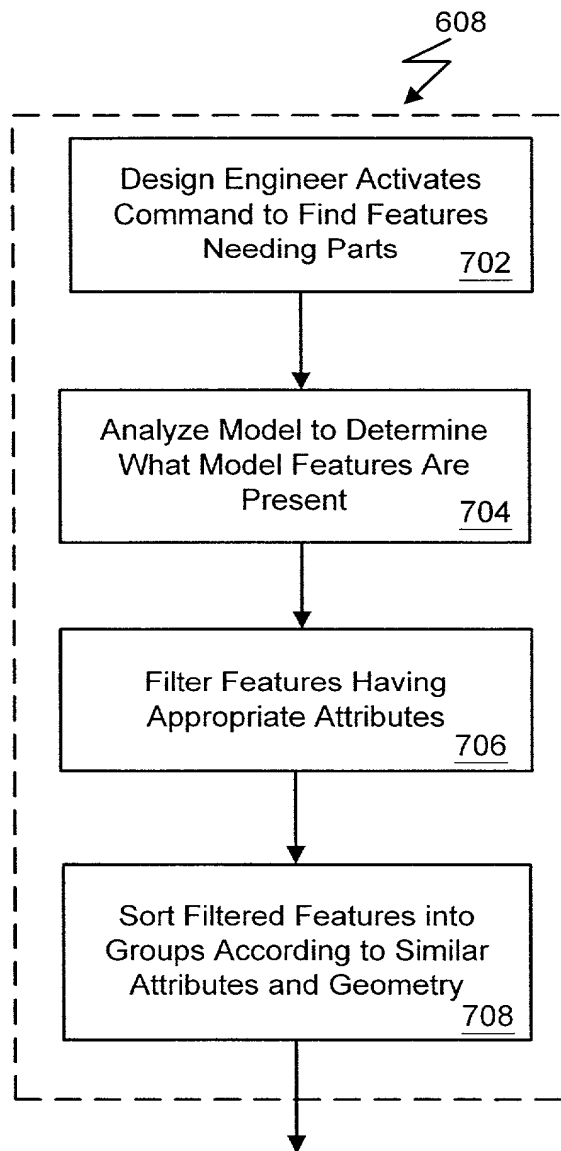 608
Design Engineer Activates
Command to Find Features
Needing Parts
702
Analyze Model to Determine
What Model Features Are
Present
704
Filter Features Having
Appropriate Attributes
706
Sort Filtered Features into
Groups According to Similar
Attributes and Geometry
708